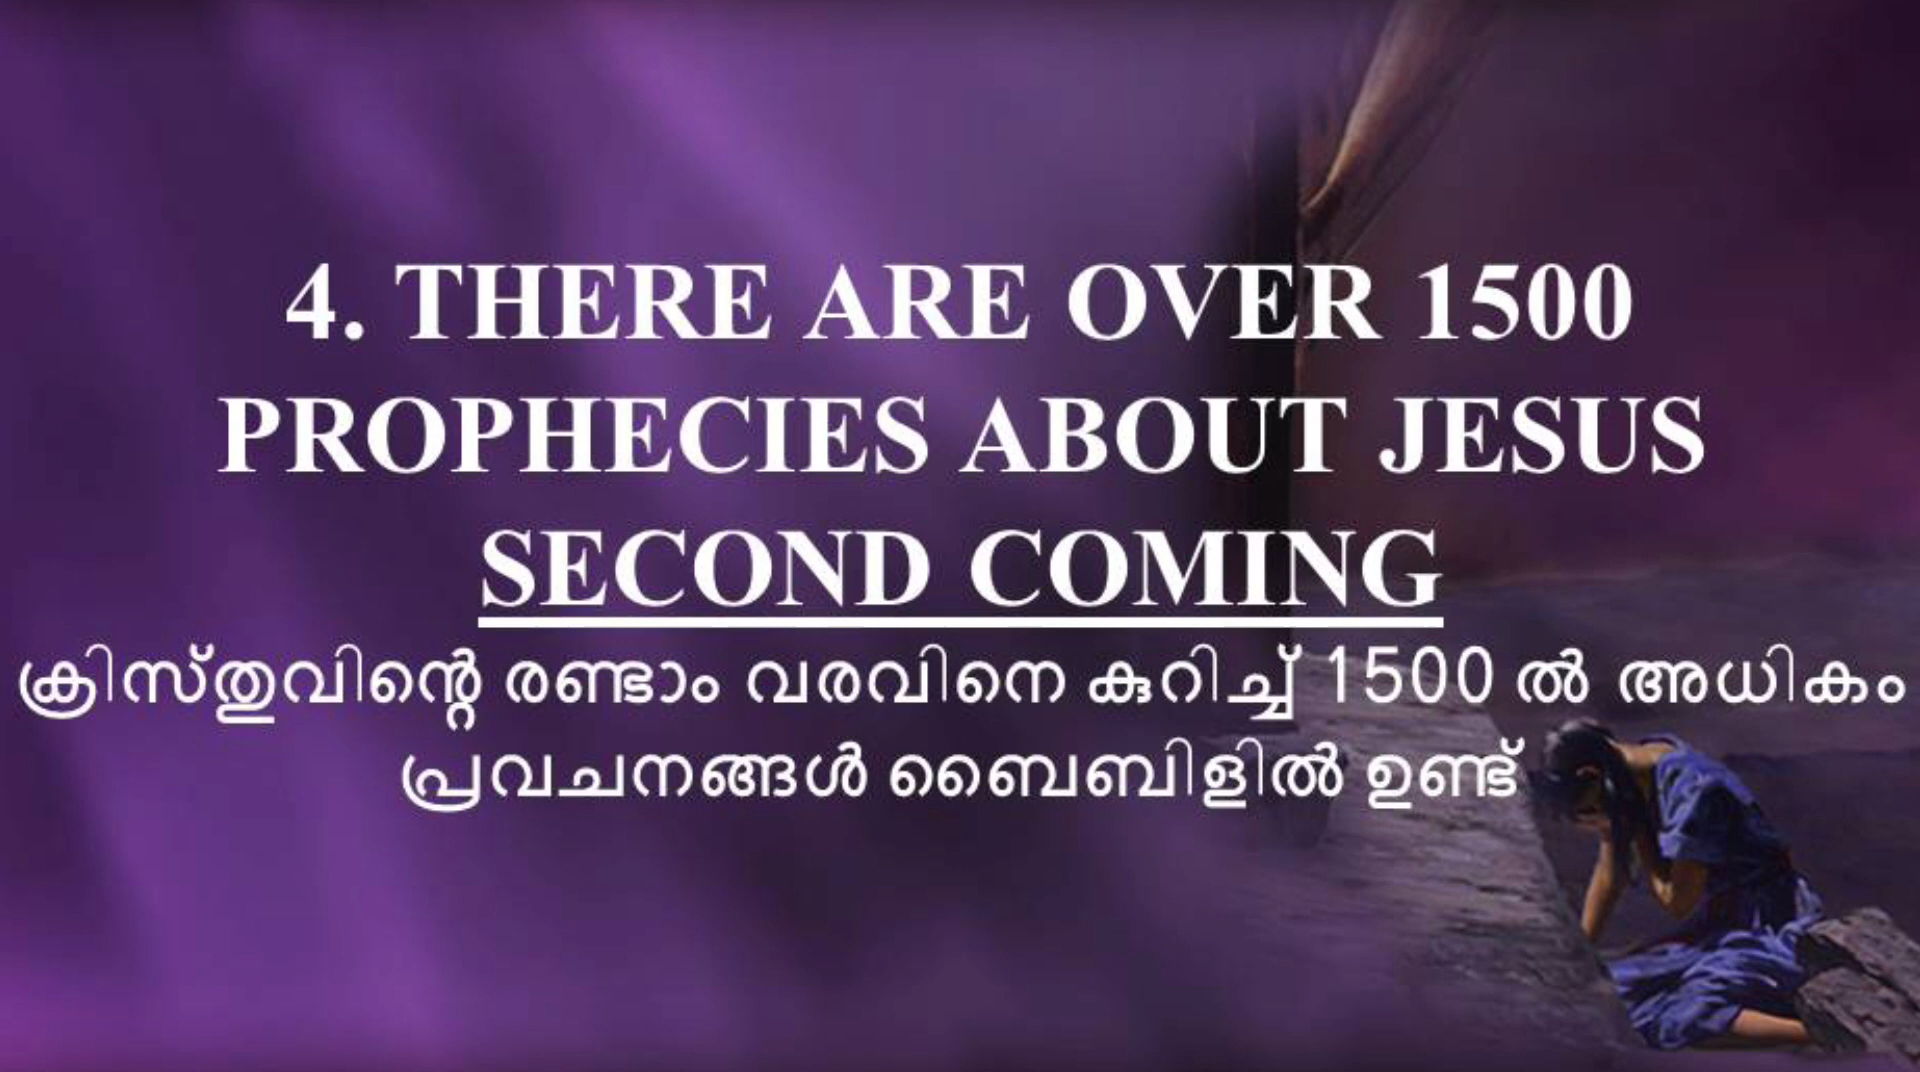 4. THERE ARE OVER 1500
PROPHECIES ABOUT JESUS
SECOND COMING
ക്രിസ്തുവിന്റെ രണ്ടാം വരവിനെ കുറിച്ച് 1500 ൽ അധികം
പ്രവചനങ്ങൾ ബൈബിളിൽ ഉണ്ട്